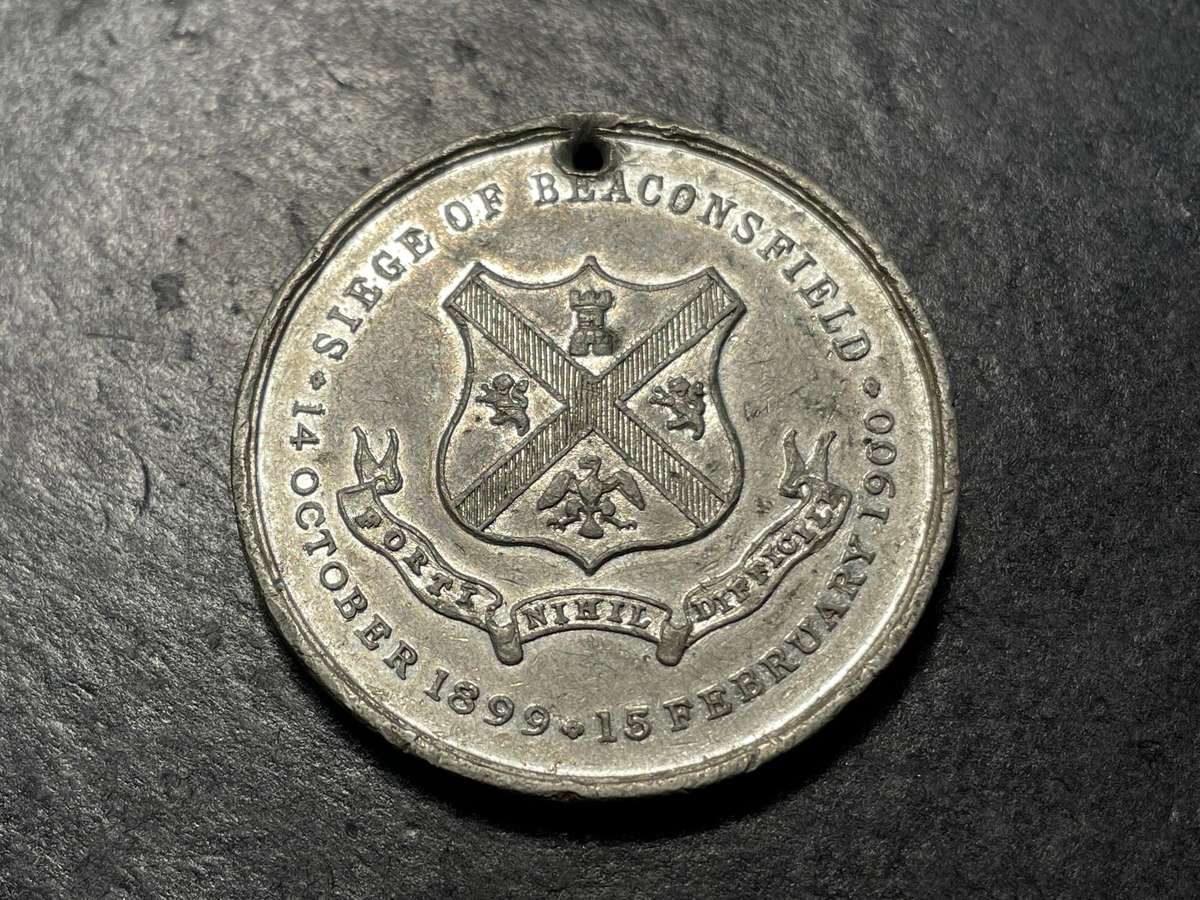 SIEGE OF BEACONSFIELD
14 OCTOBER 1899 15 FEBRUARY 1900
FORTI NIHIL DIFFICILE